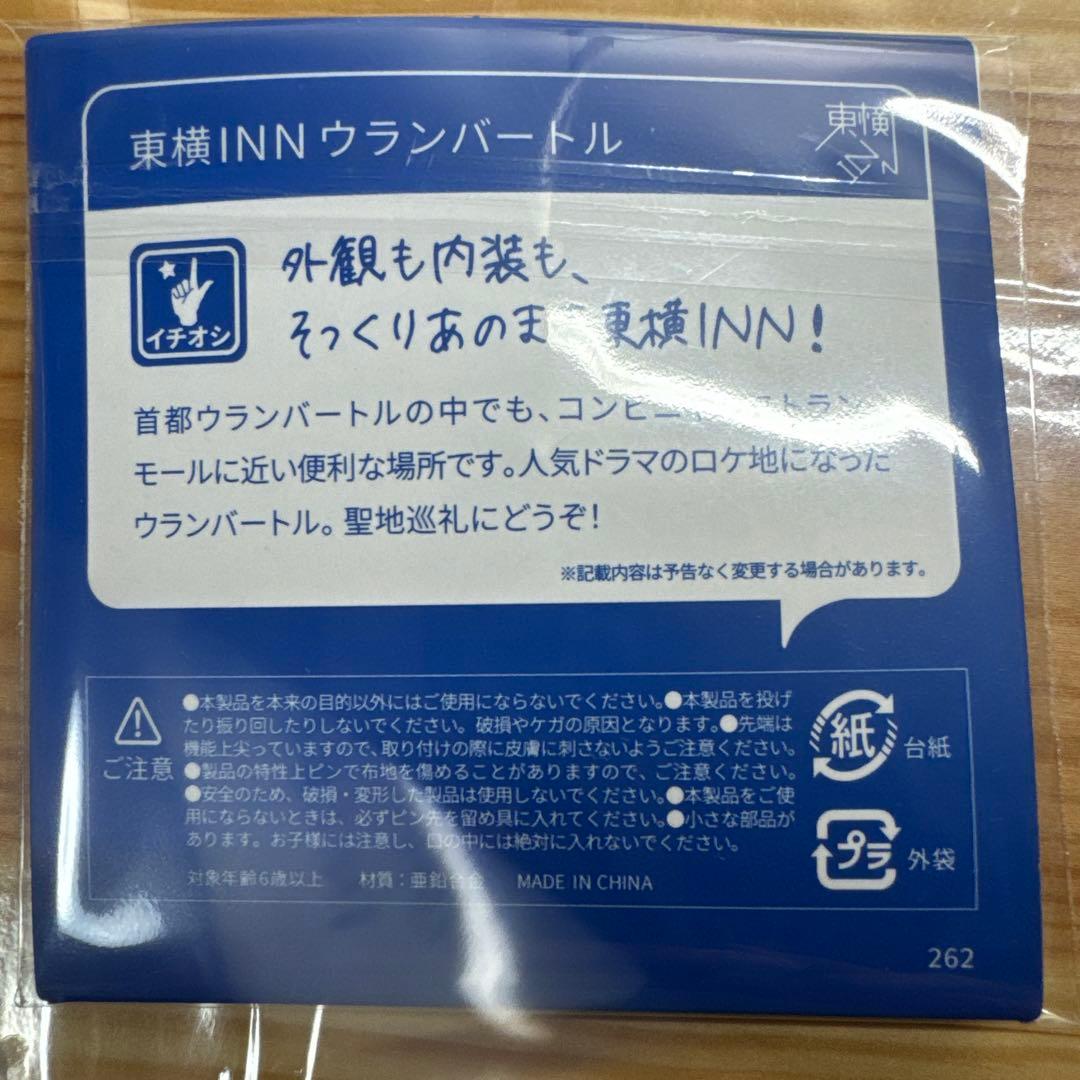 東横INN ウランバートル
東横
INN
イチオシ
外観も内装も、
そっくりあのま 東横INN!
首都ウランバートルの中でも、コンビニ
モールに近い便利な場所です。人気ドラマのロケ地になった
ウランバートル。聖地巡礼にどうぞ!
※記載内容は予告なく変更する場合があります。
ご注意
●本製品を本来の目的以外にはご使用にならないでください。●本製品を投げ
たり振り回したりしないでください。破損やケガの原因となります。●先端は
機能上尖っていますので、取り付けの際に皮膚に刺さないようご注意ください。
●製品の特性上ピンで布地を傷めることがありますので、ご注意ください。
●安全のため、破損・変形した製品は使用しないでください。●本製品をご使
用にならないときは、必ずピン先を留め具に入れてください。●小さな部品が
あります。お子様には注意し、口の中には絶対に入れないでください。
対象年齢6歳以上 材質:亜鉛合金 MADE IN CHINA
紙 台紙
プラ 外袋
262